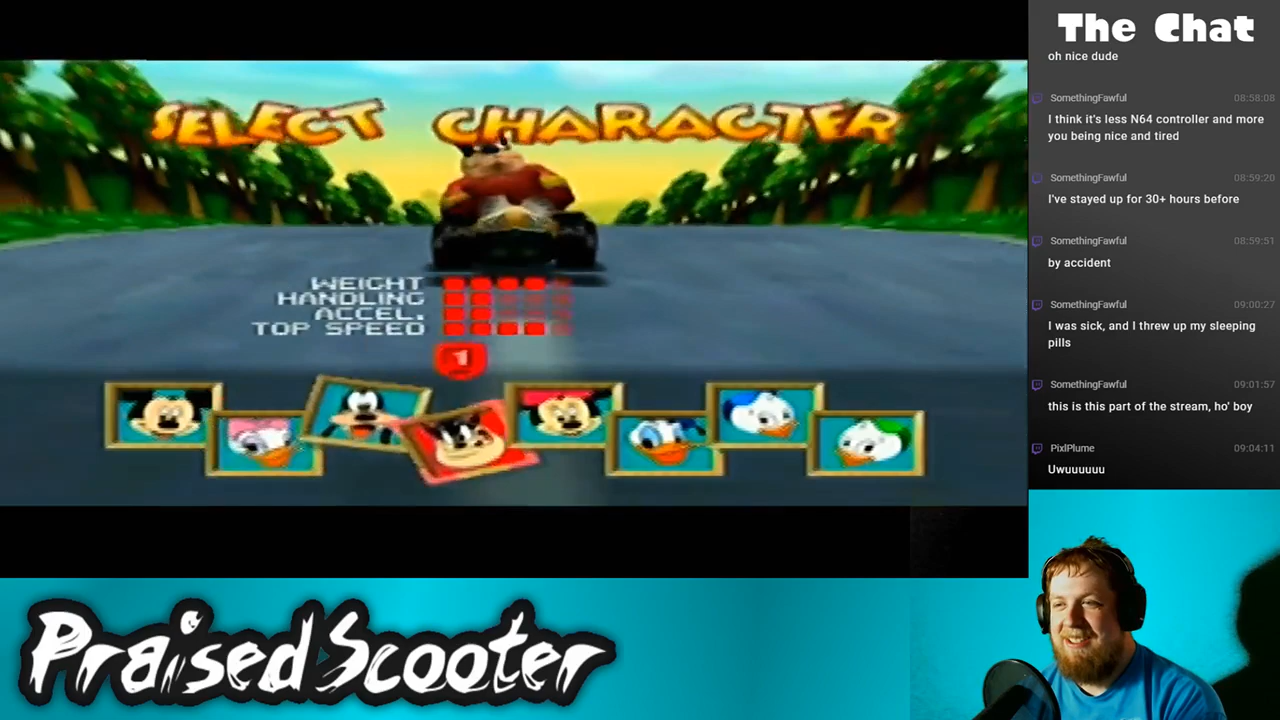 SELECT CHARACTER
WEIGHT
HANDLING
ACCEL.
TOP SPEED
1
The Chat
oh nice dude
SomethingFawful 08:58:08
I think it's less N64 controller and more
you being nice and tired
SomethingFawful 08:59:20
I've stayed up for 30+ hours before
SomethingFawful 08:59:51
by accident
SomethingFawful 09:00:27
I was sick, and I threw up my sleeping
pills
SomethingFawful 09:01:57
this is this part of the stream, ho' boy
PixlPlume 09:04:11
Uwuuuuuu
PraisedScooter